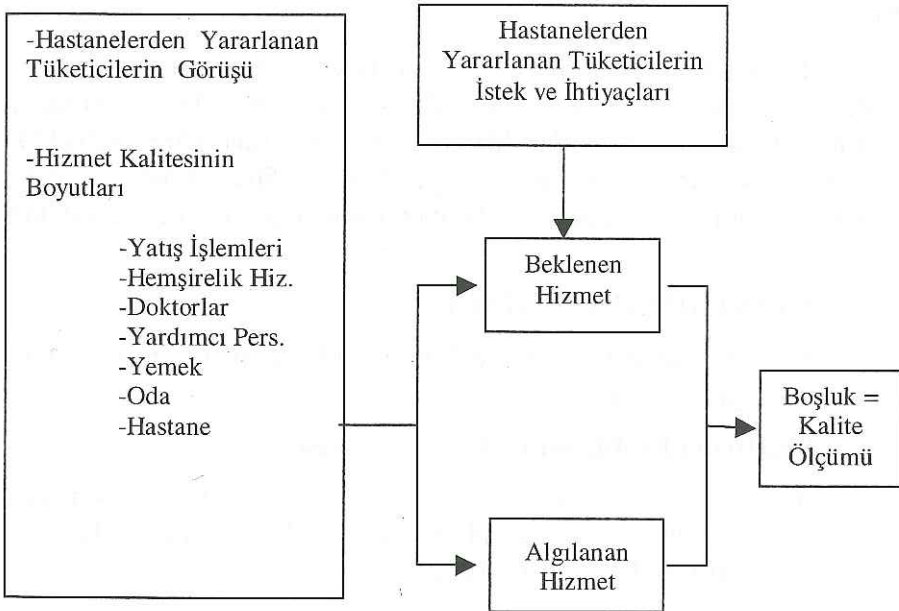 -Hastanelerden Yararlanan
Tüketicilerin Görüşü
-Hizmet Kalitesinin
Boyutları
-Yatış İşlemleri
-Hemşirelik Hiz.
-Doktorlar
-Yardımcı Pers.
-Yemek
-Oda
-Hastane
Hastanelerden
Yararlanan Tüketicilerin
İstek ve İhtiyaçları
Beklenen
Hizmet
Algılanan
Hizmet
Boşluk =
Kalite
Ölçümü